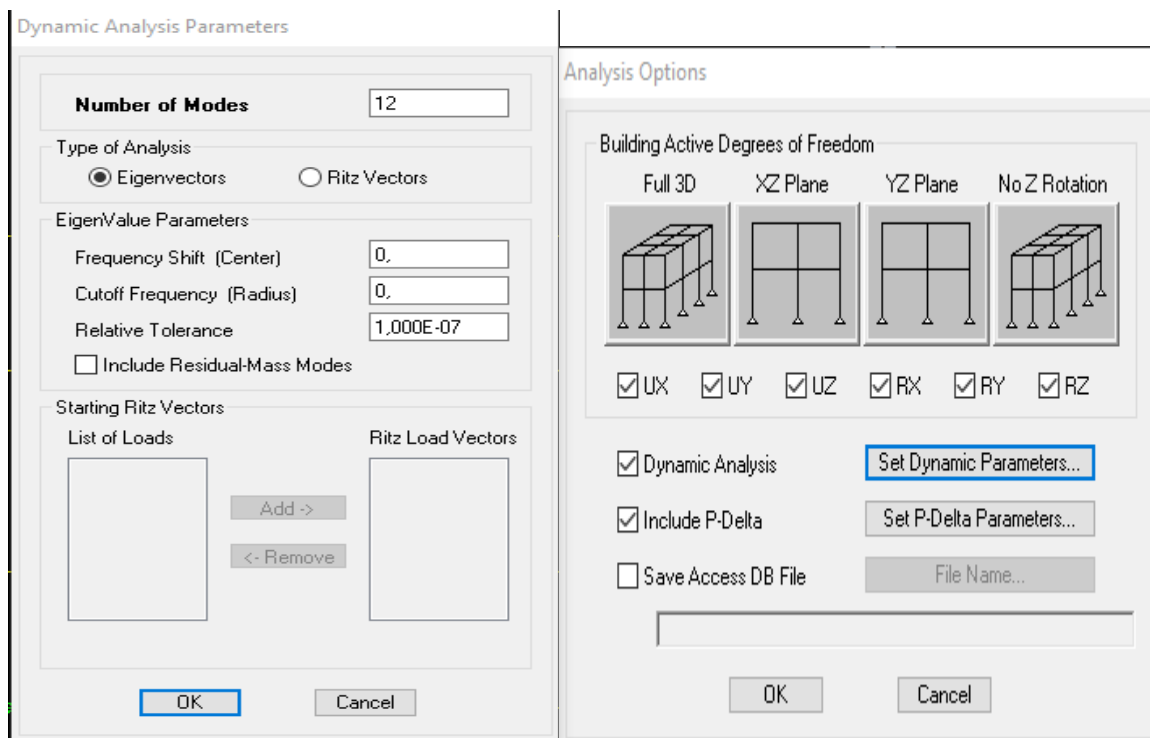 Dynamic Analysis Parameters
Number of Modes 12
Type of Analysis
Eigenvectors Ritz Vectors
EigenValue Parameters
Frequency Shift (Center) 0,
Cutoff Frequency (Radius) 0,
Relative Tolerance 1,000E-07
Include Residual-Mass Modes
Starting Ritz Vectors
List of Loads Ritz Load Vectors
Add ->
<- Remove
OK Cancel
Analysis Options
Building Active Degrees of Freedom
Full 3D XZ Plane YZ Plane No Z Rotation
UX UY UZ RX RY RZ
Dynamic Analysis Set Dynamic Parameters...
Include P-Delta Set P-Delta Parameters...
Save Access DB File File Name...
OK Cancel